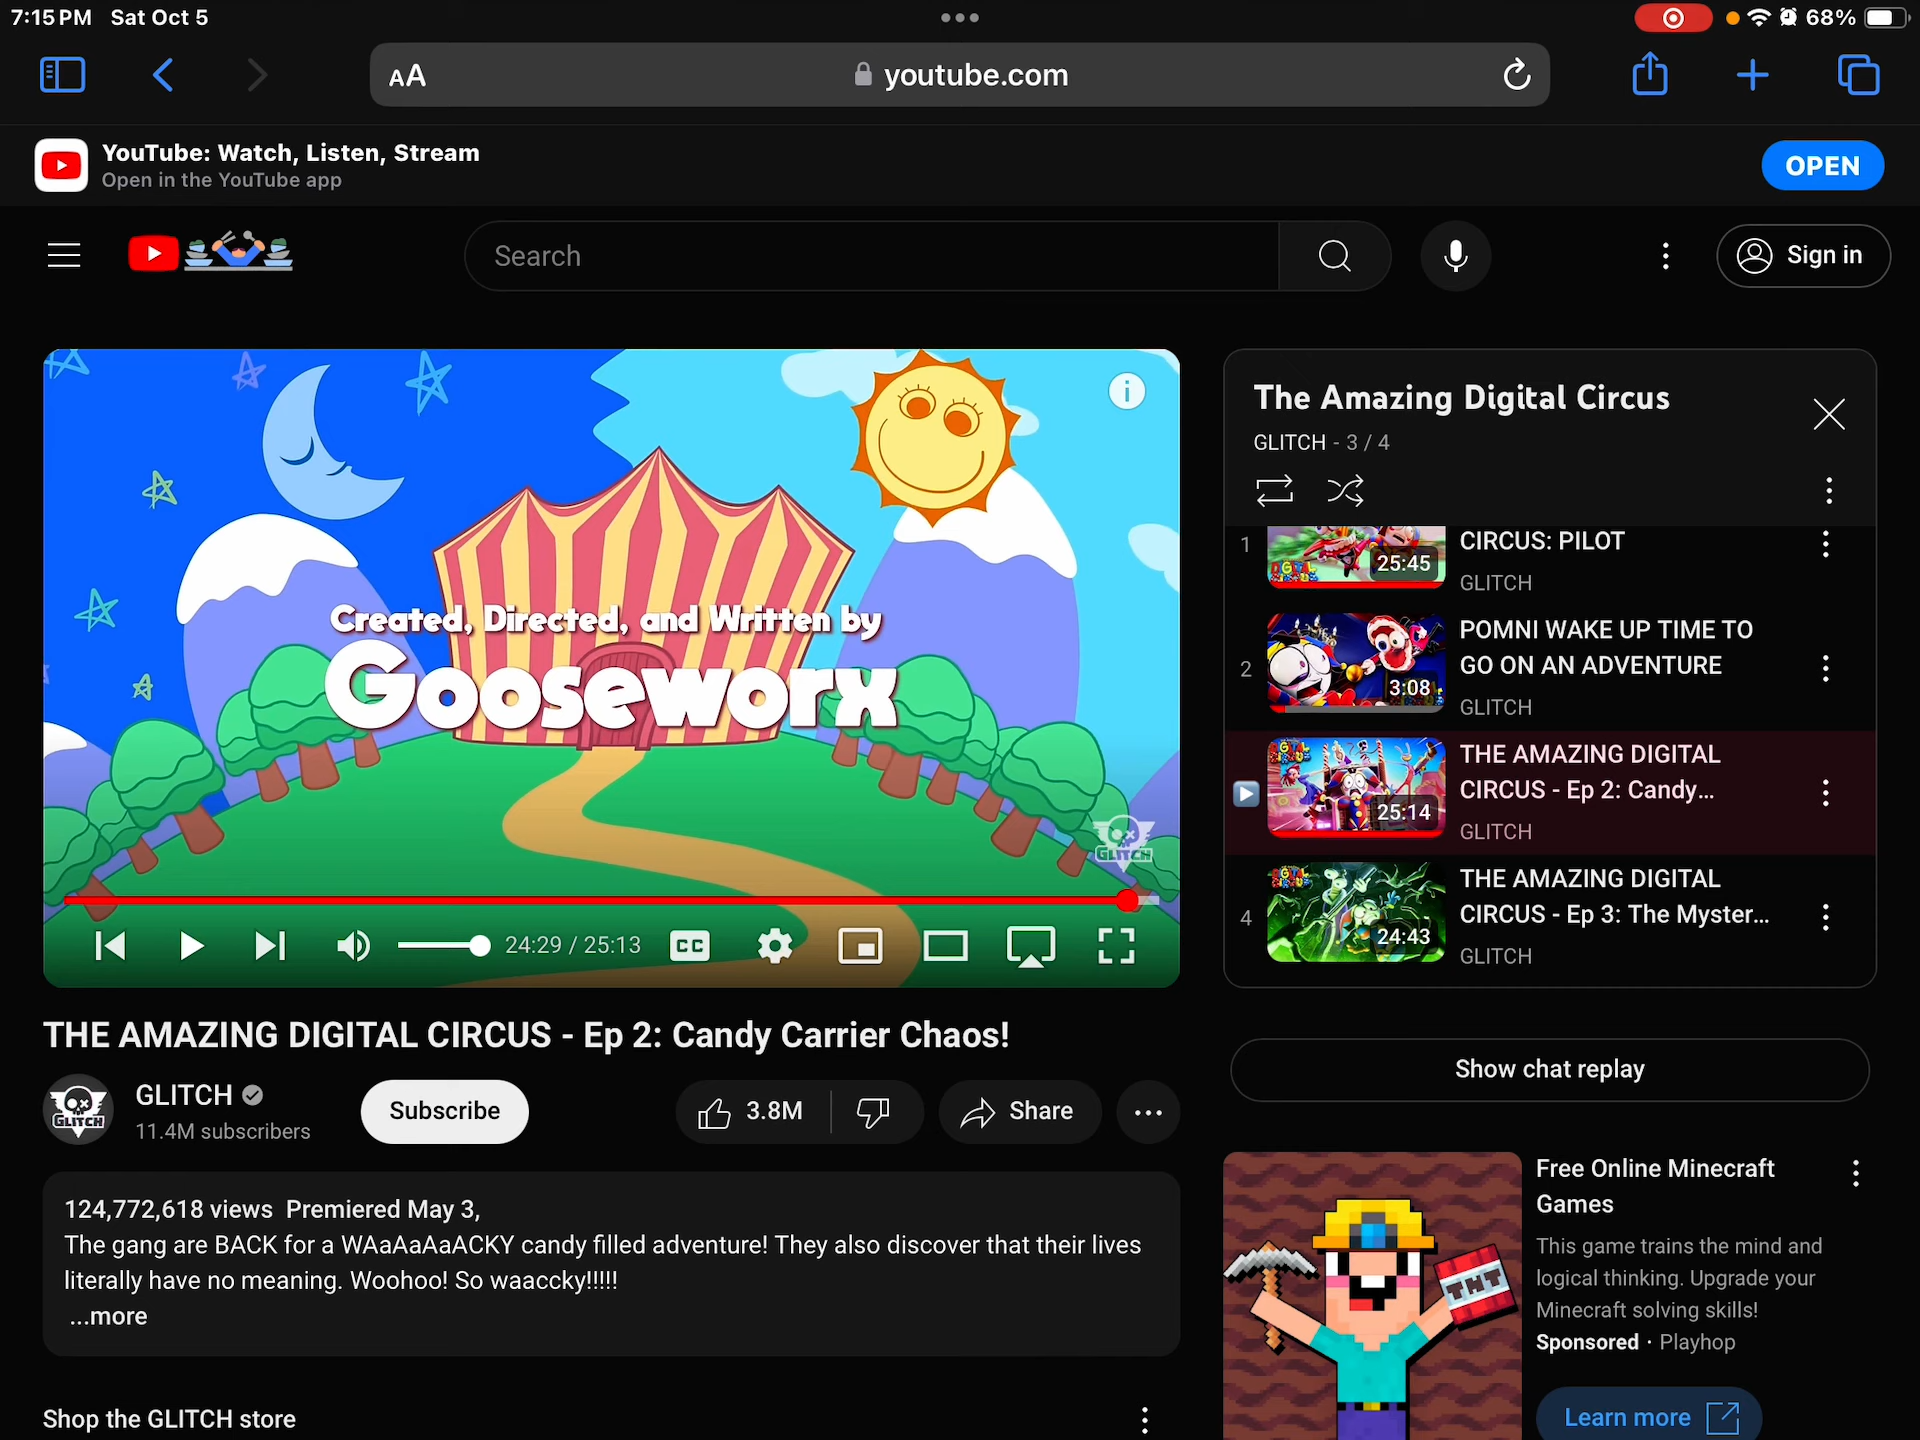 7:15 PM Sat Oct 5
68%
AA
youtube.com
YouTube: Watch, Listen, Stream
Open in the YouTube app
OPEN
Search
Sign in
Created, Directed, and Written by
Gooseworx
GLITCH
24:29 / 25:13
CC
The Amazing Digital Circus
GLITCH - 3 / 4
1
25:45
CIRCUS: PILOT
GLITCH
2
3:08
POMNI WAKE UP TIME TO
GO ON AN ADVENTURE
GLITCH
25:14
THE AMAZING DIGITAL
CIRCUS - Ep 2: Candy...
GLITCH
4
24:43
THE AMAZING DIGITAL
CIRCUS - Ep 3: The Myster...
GLITCH
THE AMAZING DIGITAL CIRCUS - Ep 2: Candy Carrier Chaos!
GLITCH
GLITCH
11.4M subscribers
Subscribe
3.8M
Share
Show chat replay
124,772,618 views Premiered May 3,
The gang are BACK for a WAaAaAaACKY candy filled adventure! They also discover that their lives
literally have no meaning. Woohoo! So waaccky!!!!!
...more
TNT
Free Online Minecraft
Games
This game trains the mind and
logical thinking. Upgrade your
Minecraft solving skills!
Sponsored · Playhop
Learn more
Shop the GLITCH store